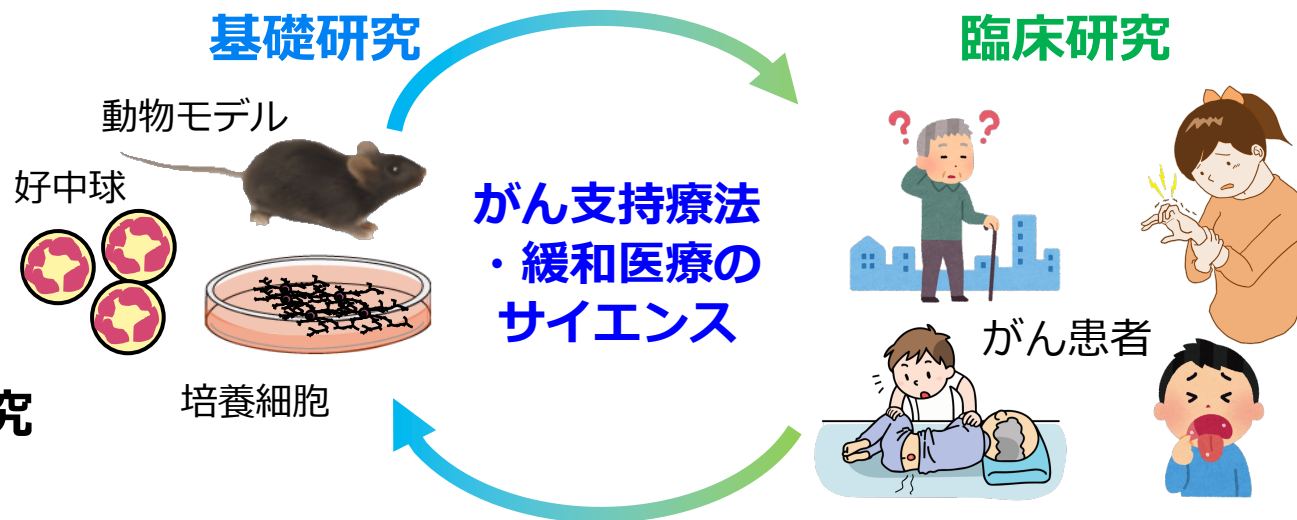 基礎研究
臨床研究
動物モデル
好中球
? ?
がん支持療法
・緩和医療の
サイエンス
がん患者
培養細胞
究